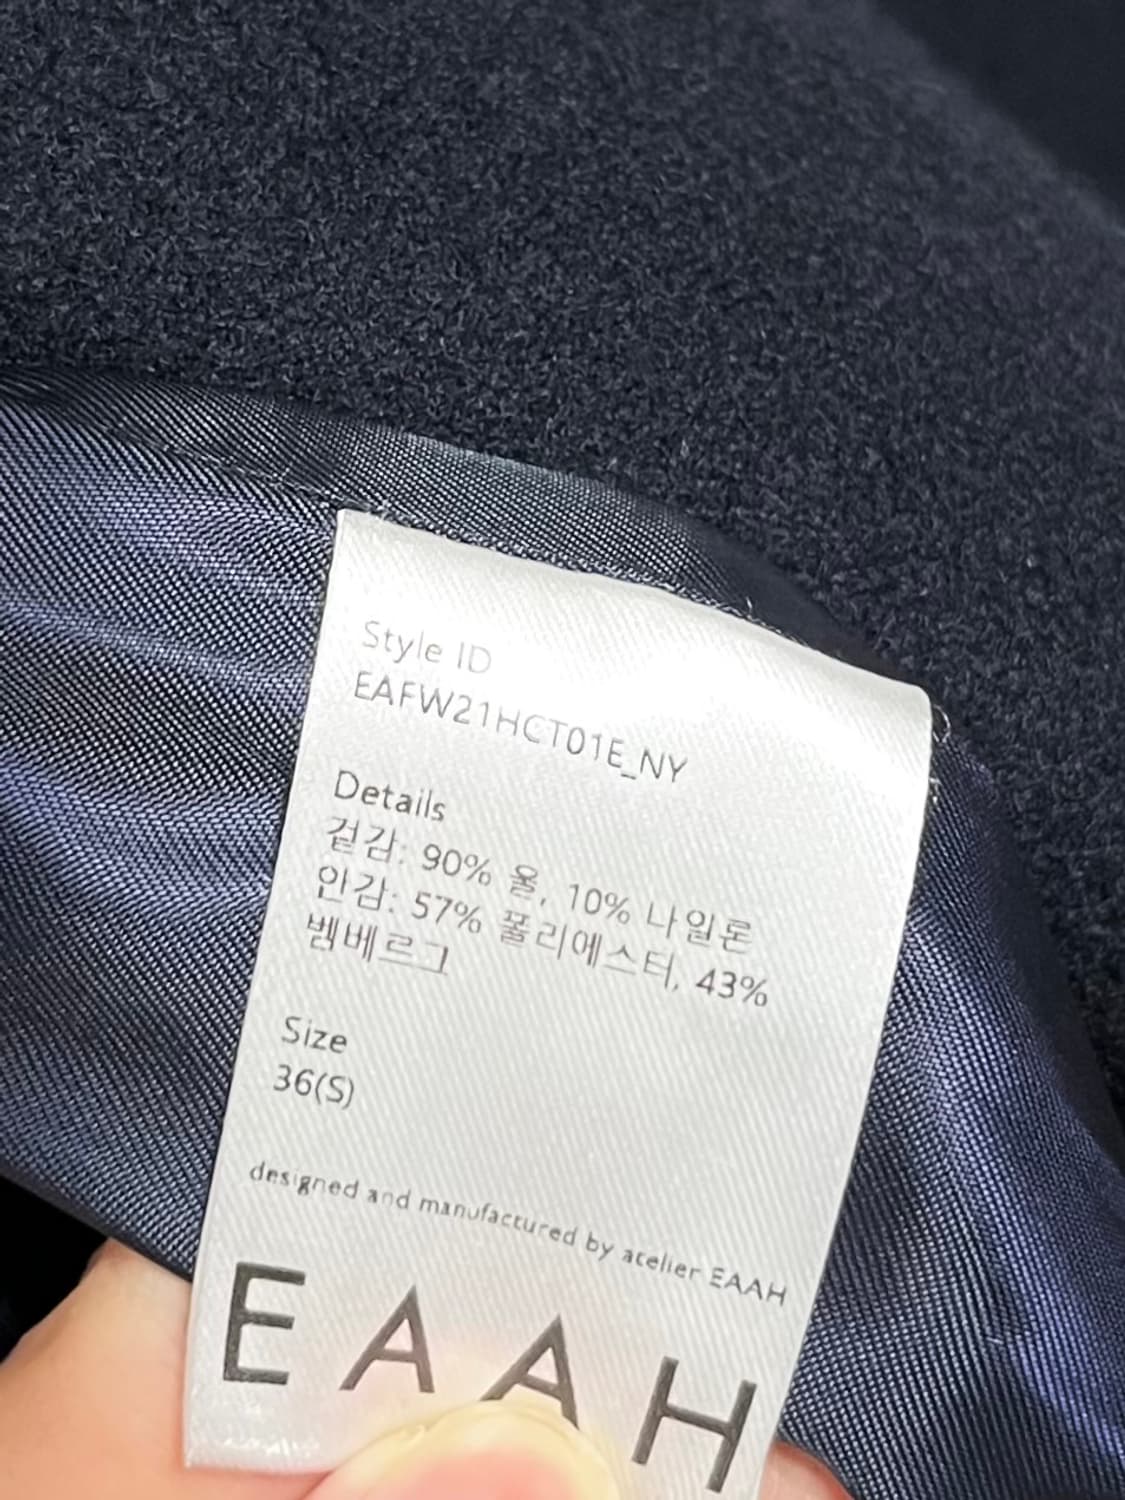 Style ID
EAFW21HCT01E_NY
Details
겉감: 90% 울, 10% 나일론
안감: 57% 폴리에스터, 43%
벰베르그
Size
36(S)
designed and manufactured by atelier EAAH
EAAH